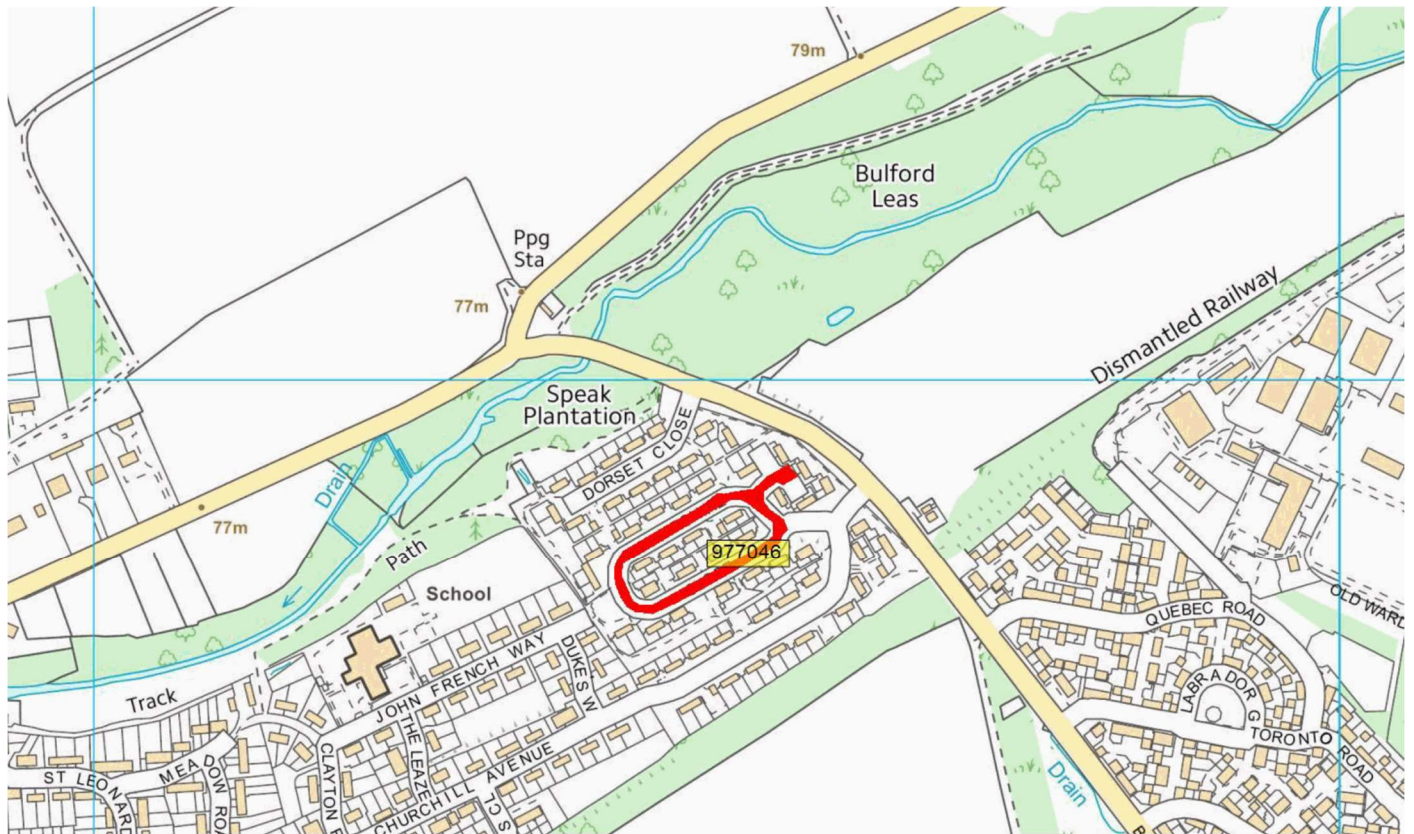 79m
Bulford
Leas
Ppg
Sta
77m
Dismantled Railway
Speak
Plantation
DORSET CLOSE
Drain
77m
977046
Path
School
OLD WARD
QUEBEC ROAD
JOHN FRENCH WAY
DUKES W
LABRADOR G
Track
TORONTO ROAD
THE LEAZE
CHURCHILL AVENUE
MEADOW ROA
CLAYTON
ST LEONARD
S CL
Drain